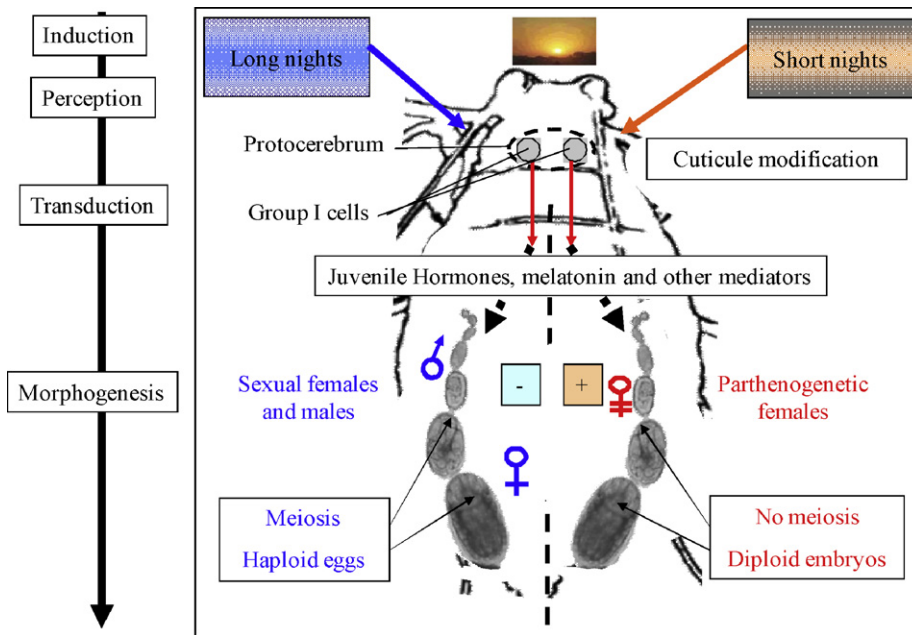 Induction
Perception
Transduction
Morphogenesis
Long nights
Short nights
Protocerebrum
Cuticule modification
Group I cells
Juvenile Hormones, melatonin and other mediators
Sexual females
and males
-
+
Parthenogenetic
females
Meiosis
Haploid eggs
No meiosis
Diploid embryos